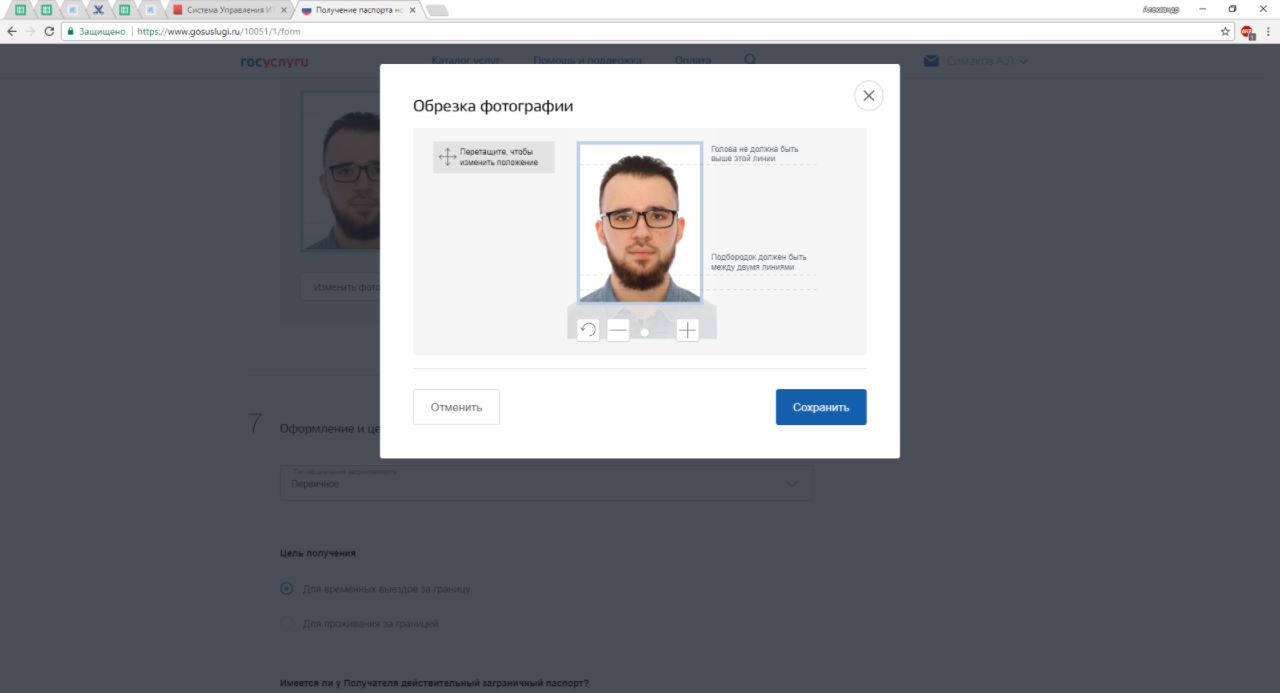 Система Управления ИТ
Получение паспорта но
Александр
Защищено
https://www.gosuslugi.ru/10051/1/form
госуслуги
Каталог услуг
Помощь и поддержка
Оплата
Симаков А.Л.
Обрезка фотографии
Перетащите, чтобы
изменить положение
Голова не должна быть
выше этой линии
Подбородок должен быть
между двумя линиями
Изменить фото
Отменить
Сохранить
7
Оформление и це
Первичное
Цель получения
Для временных выездов за границу
Для проживания за границей
Имеется ли у Получателя действительный заграничный паспорт?